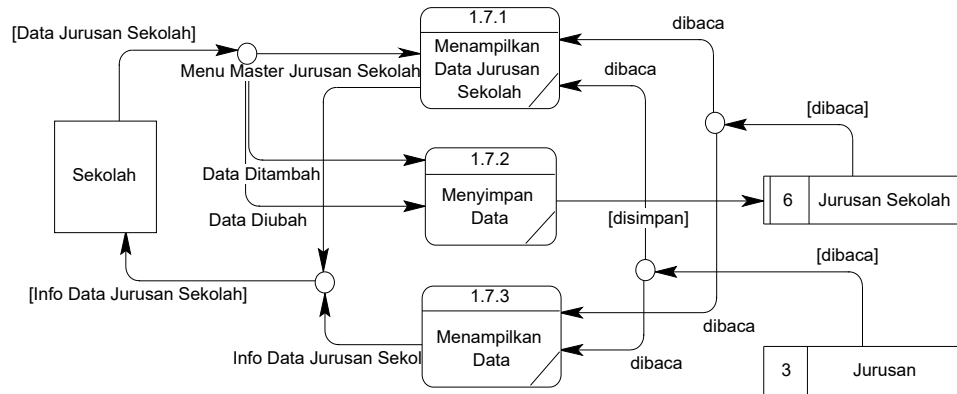 [Data Jurusan Sekolah]
Menu Master Jurusan Sekolah
1.7.1
Menampilkan
Data Jurusan
Sekolah
dibaca
dibaca
[dibaca]
Sekolah
Data Ditambah
Data Diubah
1.7.2
Menyimpan
Data
[disimpan]
6
Jurusan Sekolah
[dibaca]
[Info Data Jurusan Sekolah]
1.7.3
Menampilkan
Data
Info Data Jurusan Sekol
dibaca
dibaca
3
Jurusan